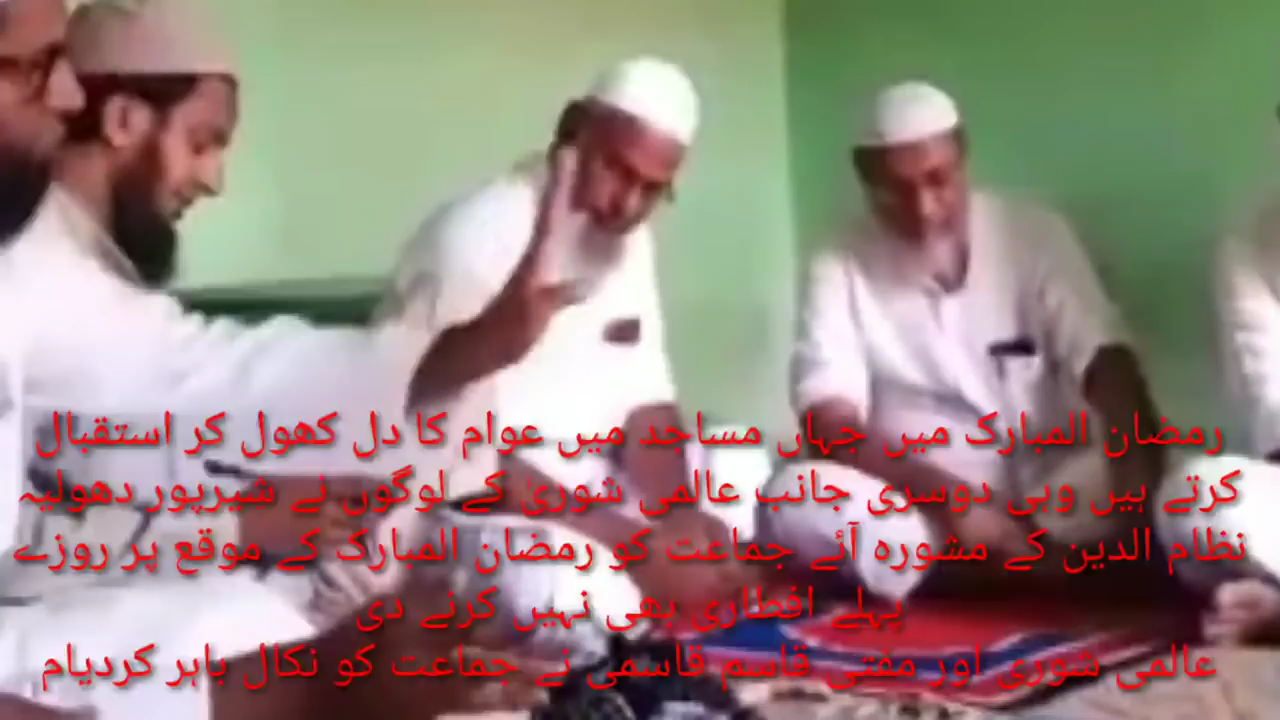 رمضان المبارک میں جہاں مساجد میں عوام کا دل کھول کر استقبال
کرتے ہیں وہی دوسری جانب عالمی شوریٰ کے لوگوں نے شیرپور دھولیہ
نظام الدین کے مشورہ آئے جماعت کو رمضان المبارک کے موقع پر روزے
پہلے افطاری بھی نہیں کرنے دی
عالمی شوریٰ اور مفتی قاسم قاسمی نے جماعت کو نکال باہر کردیام